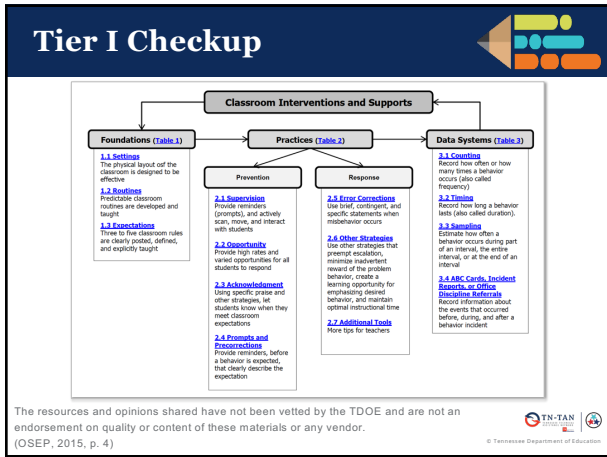 Tier I Checkup
Classroom Interventions and Supports
Foundations (Table 1)
Practices (Table 2)
Data Systems (Table 3)
1.1 Settings
The physical layout osf the
classroom is designed to be
effective
1.2 Routines
Predictable classroom
routines are developed and
taught
1.3 Expectations
Three to five classroom rules
are clearly posted, defined,
and explicitly taught
Prevention
2.1 Supervision
Provide reminders
(prompts), and actively
scan, move, and interact
with students
2.2 Opportunity
Provide high rates and
varied opportunities for all
students to respond
2.3 Acknowledgment
Using specific praise and
other strategies, let
students know when they
meet classroom
expectations
2.4 Prompts and
Precorrections
Provide reminders, before
a behavior is expected,
that clearly describe the
expectation
Response
2.5 Error Corrections
Use brief, contingent, and
specific statements when
misbehavior occurs
2.6 Other Strategies
Use other strategies that
preempt escalation,
minimize inadvertent
reward of the problem
behavior, create a
learning opportunity for
emphasizing desired
behavior, and maintain
optimal instructional time
2.7 Additional Tools
More tips for teachers
3.1 Counting
Record how often or how
many times a behavior
occurs (also called
frequency)
3.2 Timing
Record how long a behavior
lasts (also called duration).
3.3 Sampling
Estimate how often a
behavior occurs during part
of an interval, the entire
interval, or at the end of an
interval
3.4 ABC Cards, Incident
Reports, or Office
Discipline Referrals
Record information about
the events that occurred
before, during, and after a
behavior incident
The resources and opinions shared have not been vetted by the TDOE and are not an
endorsement on quality or content of these materials or any vendor.
(OSEP, 2015, p. 4)
TN-TAN
© Tennessee Department of Education